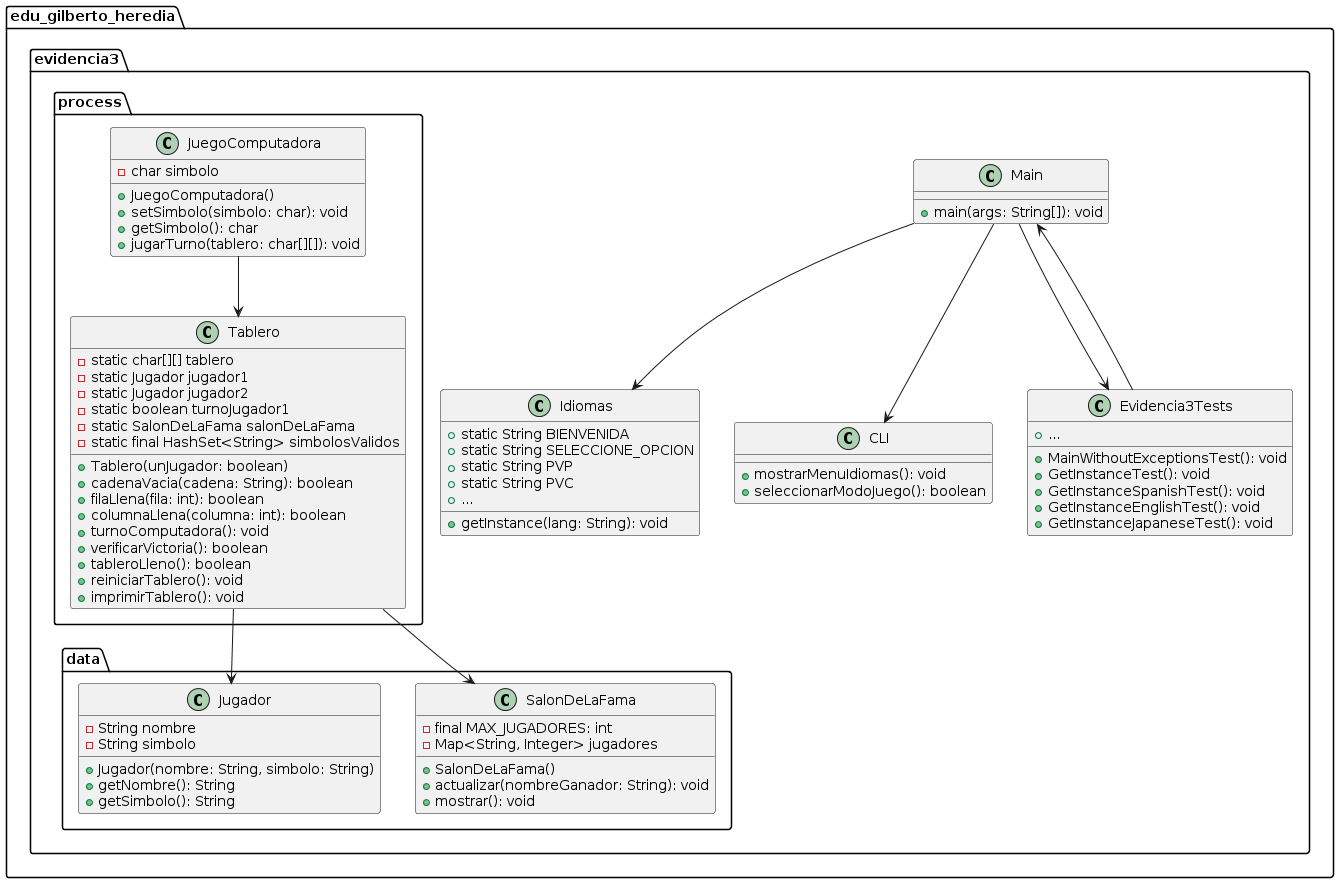 edu_gilberto_heredia
evidencia3
process
C JuegoComputadora
char simbolo
JuegoComputadora()
setSimbolo(simbolo: char): void
getSimbolo(): char
jugarTurno(tablero: char[][]): void
C Main
main(args: String[]): void
C Tablero
static char[][] tablero
static Jugador jugador1
static Jugador jugador2
static boolean turnoJugador1
static SalonDeLaFama salonDeLaFama
static final HashSet<String> simbolosValidos
Tablero(unJugador: boolean)
cadenaVacia(cadena: String): boolean
filaLlena(fila: int): boolean
columnaLlena(columna: int): boolean
turnoComputadora(): void
verificarVictoria(): boolean
tableroLleno(): boolean
reiniciarTablero(): void
imprimirTablero(): void
C Idiomas
static String BIENVENIDA
static String SELECCIONE_OPCION
static String PVP
static String PVC
...
getInstance(lang: String): void
C CLI
mostrarMenuIdiomas(): void
seleccionarModoJuego(): boolean
C Evidencia3Tests
...
MainWithoutExceptionsTest(): void
GetInstanceTest(): void
GetInstanceSpanishTest(): void
GetInstanceEnglishTest(): void
GetInstanceJapaneseTest(): void
data
C Jugador
String nombre
String simbolo
Jugador(nombre: String, simbolo: String)
getNombre(): String
getSimbolo(): String
C SalonDeLaFama
final MAX_JUGADORES: int
Map<String, Integer> jugadores
SalonDeLaFama()
actualizar(nombreGanador: String): void
mostrar(): void